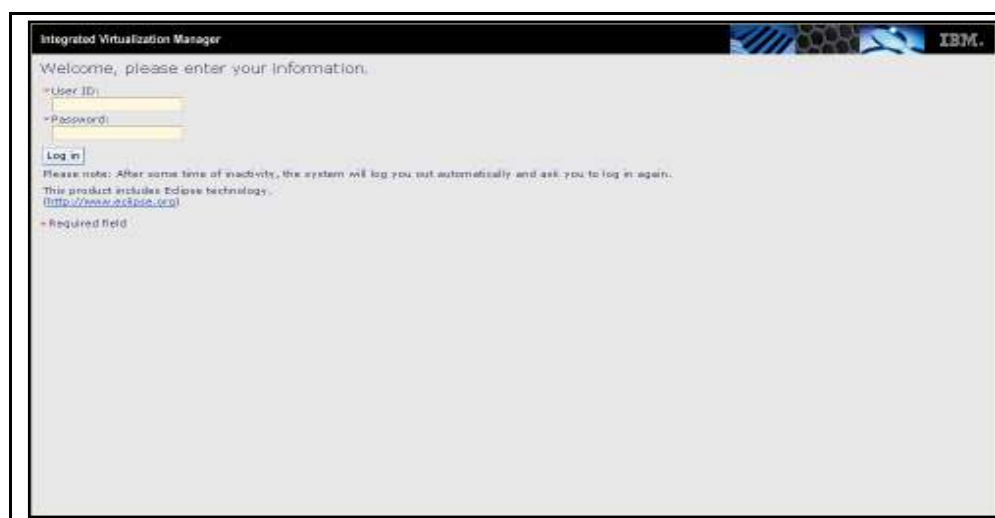 Integrated Virtualization Manager
IBM.
Welcome, please enter your information.
*User ID:
*Password:
Log in
Please note: After some time of inactivity, the system will log you out automatically and ask you to log in again.
This product includes Eclipse technology.
(http://www.eclipse.org)
*Required field